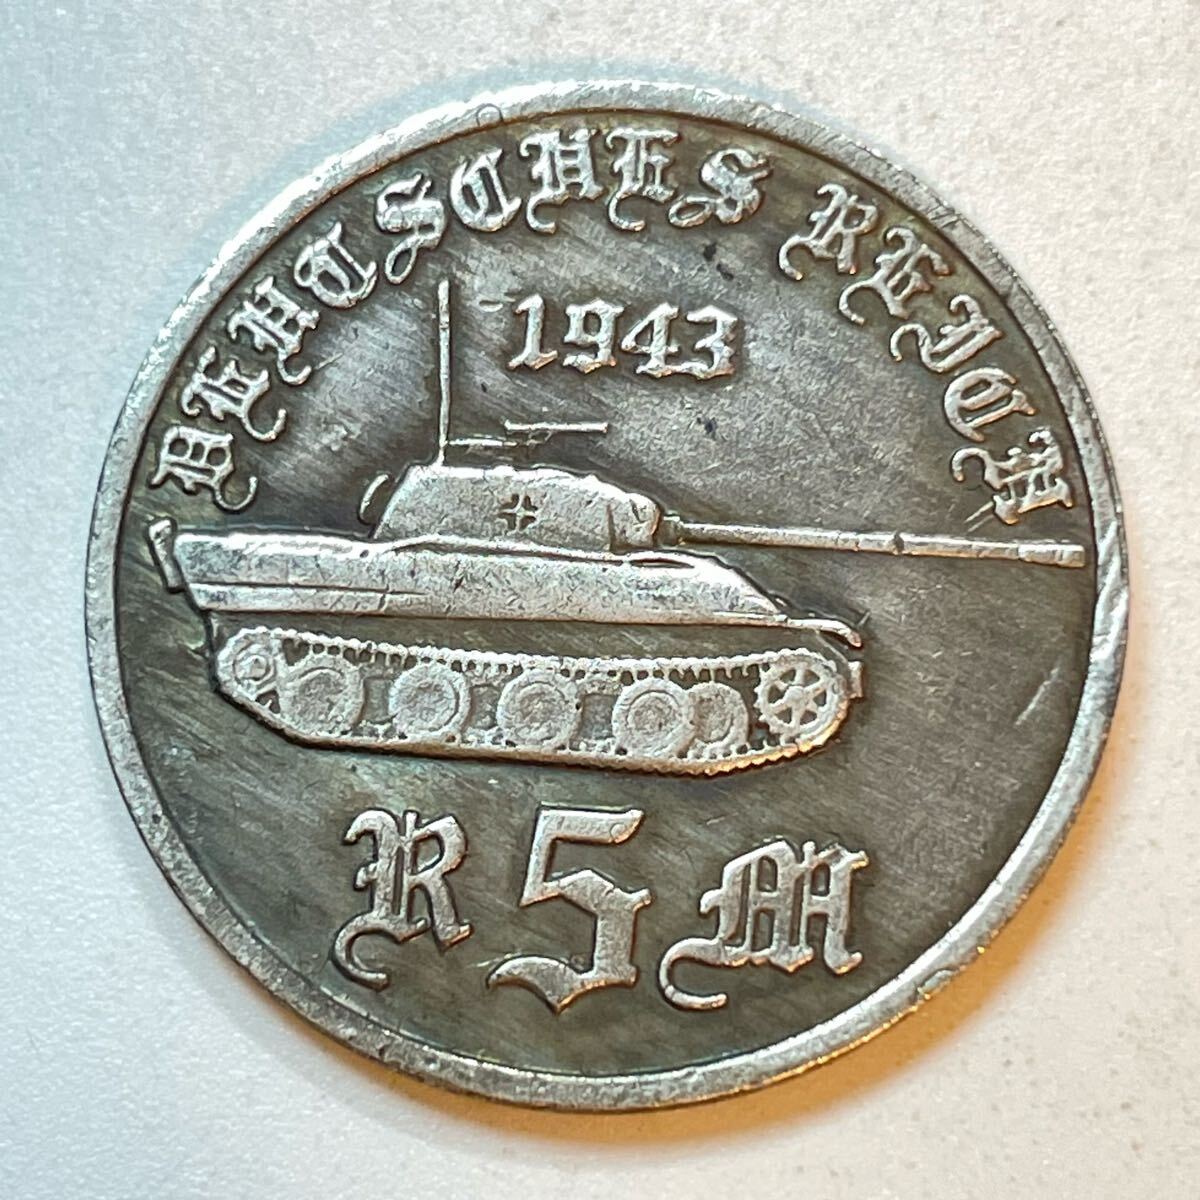 DEUTSCHES REICH
1943
R 5 M